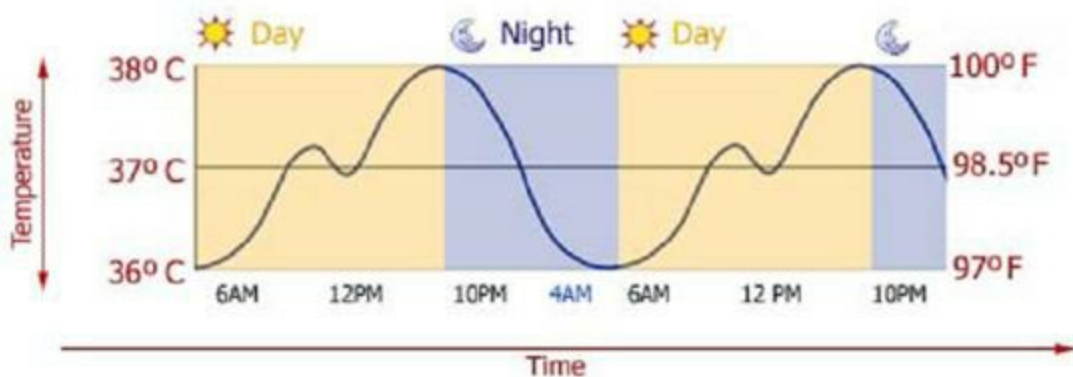 Day Night Day
38º C 100º F
Temperature
37º C 98.5º F
36º C 97º F
6AM 12PM 10PM 4AM 6AM 12 PM 10PM
Time